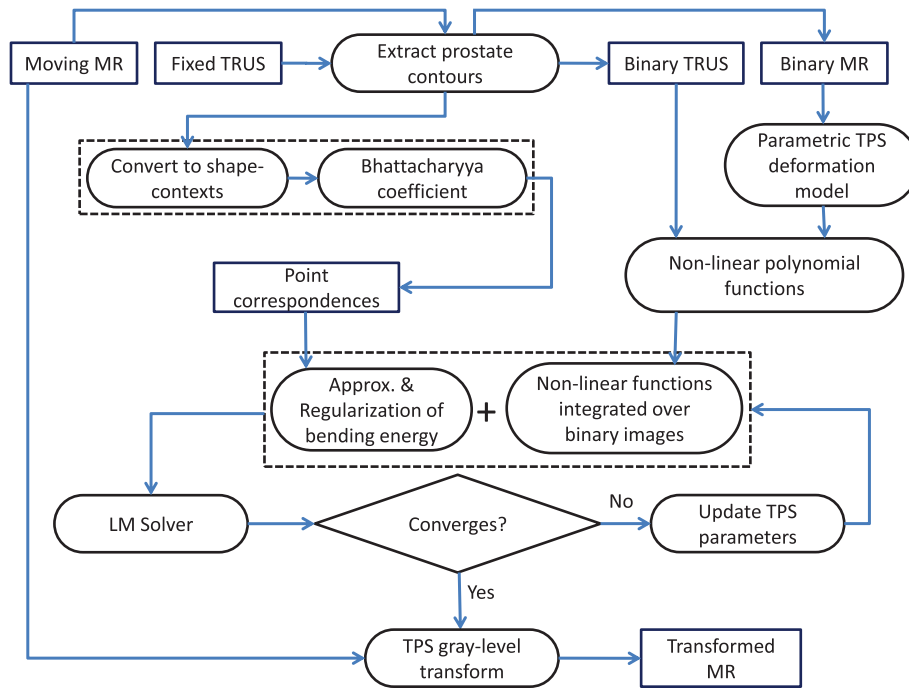 Moving MR
Fixed TRUS
Extract prostate
contours
Binary TRUS
Binary MR
Convert to shape-
contexts
Bhattacharyya
coefficient
Parametric TPS
deformation
model
Point
correspondences
Non-linear polynomial
functions
Approx. &
Regularization of
bending energy
+
Non-linear functions
integrated over
binary images
LM Solver
Converges?
No
Update TPS
parameters
Yes
TPS gray-level
transform
Transformed
MR